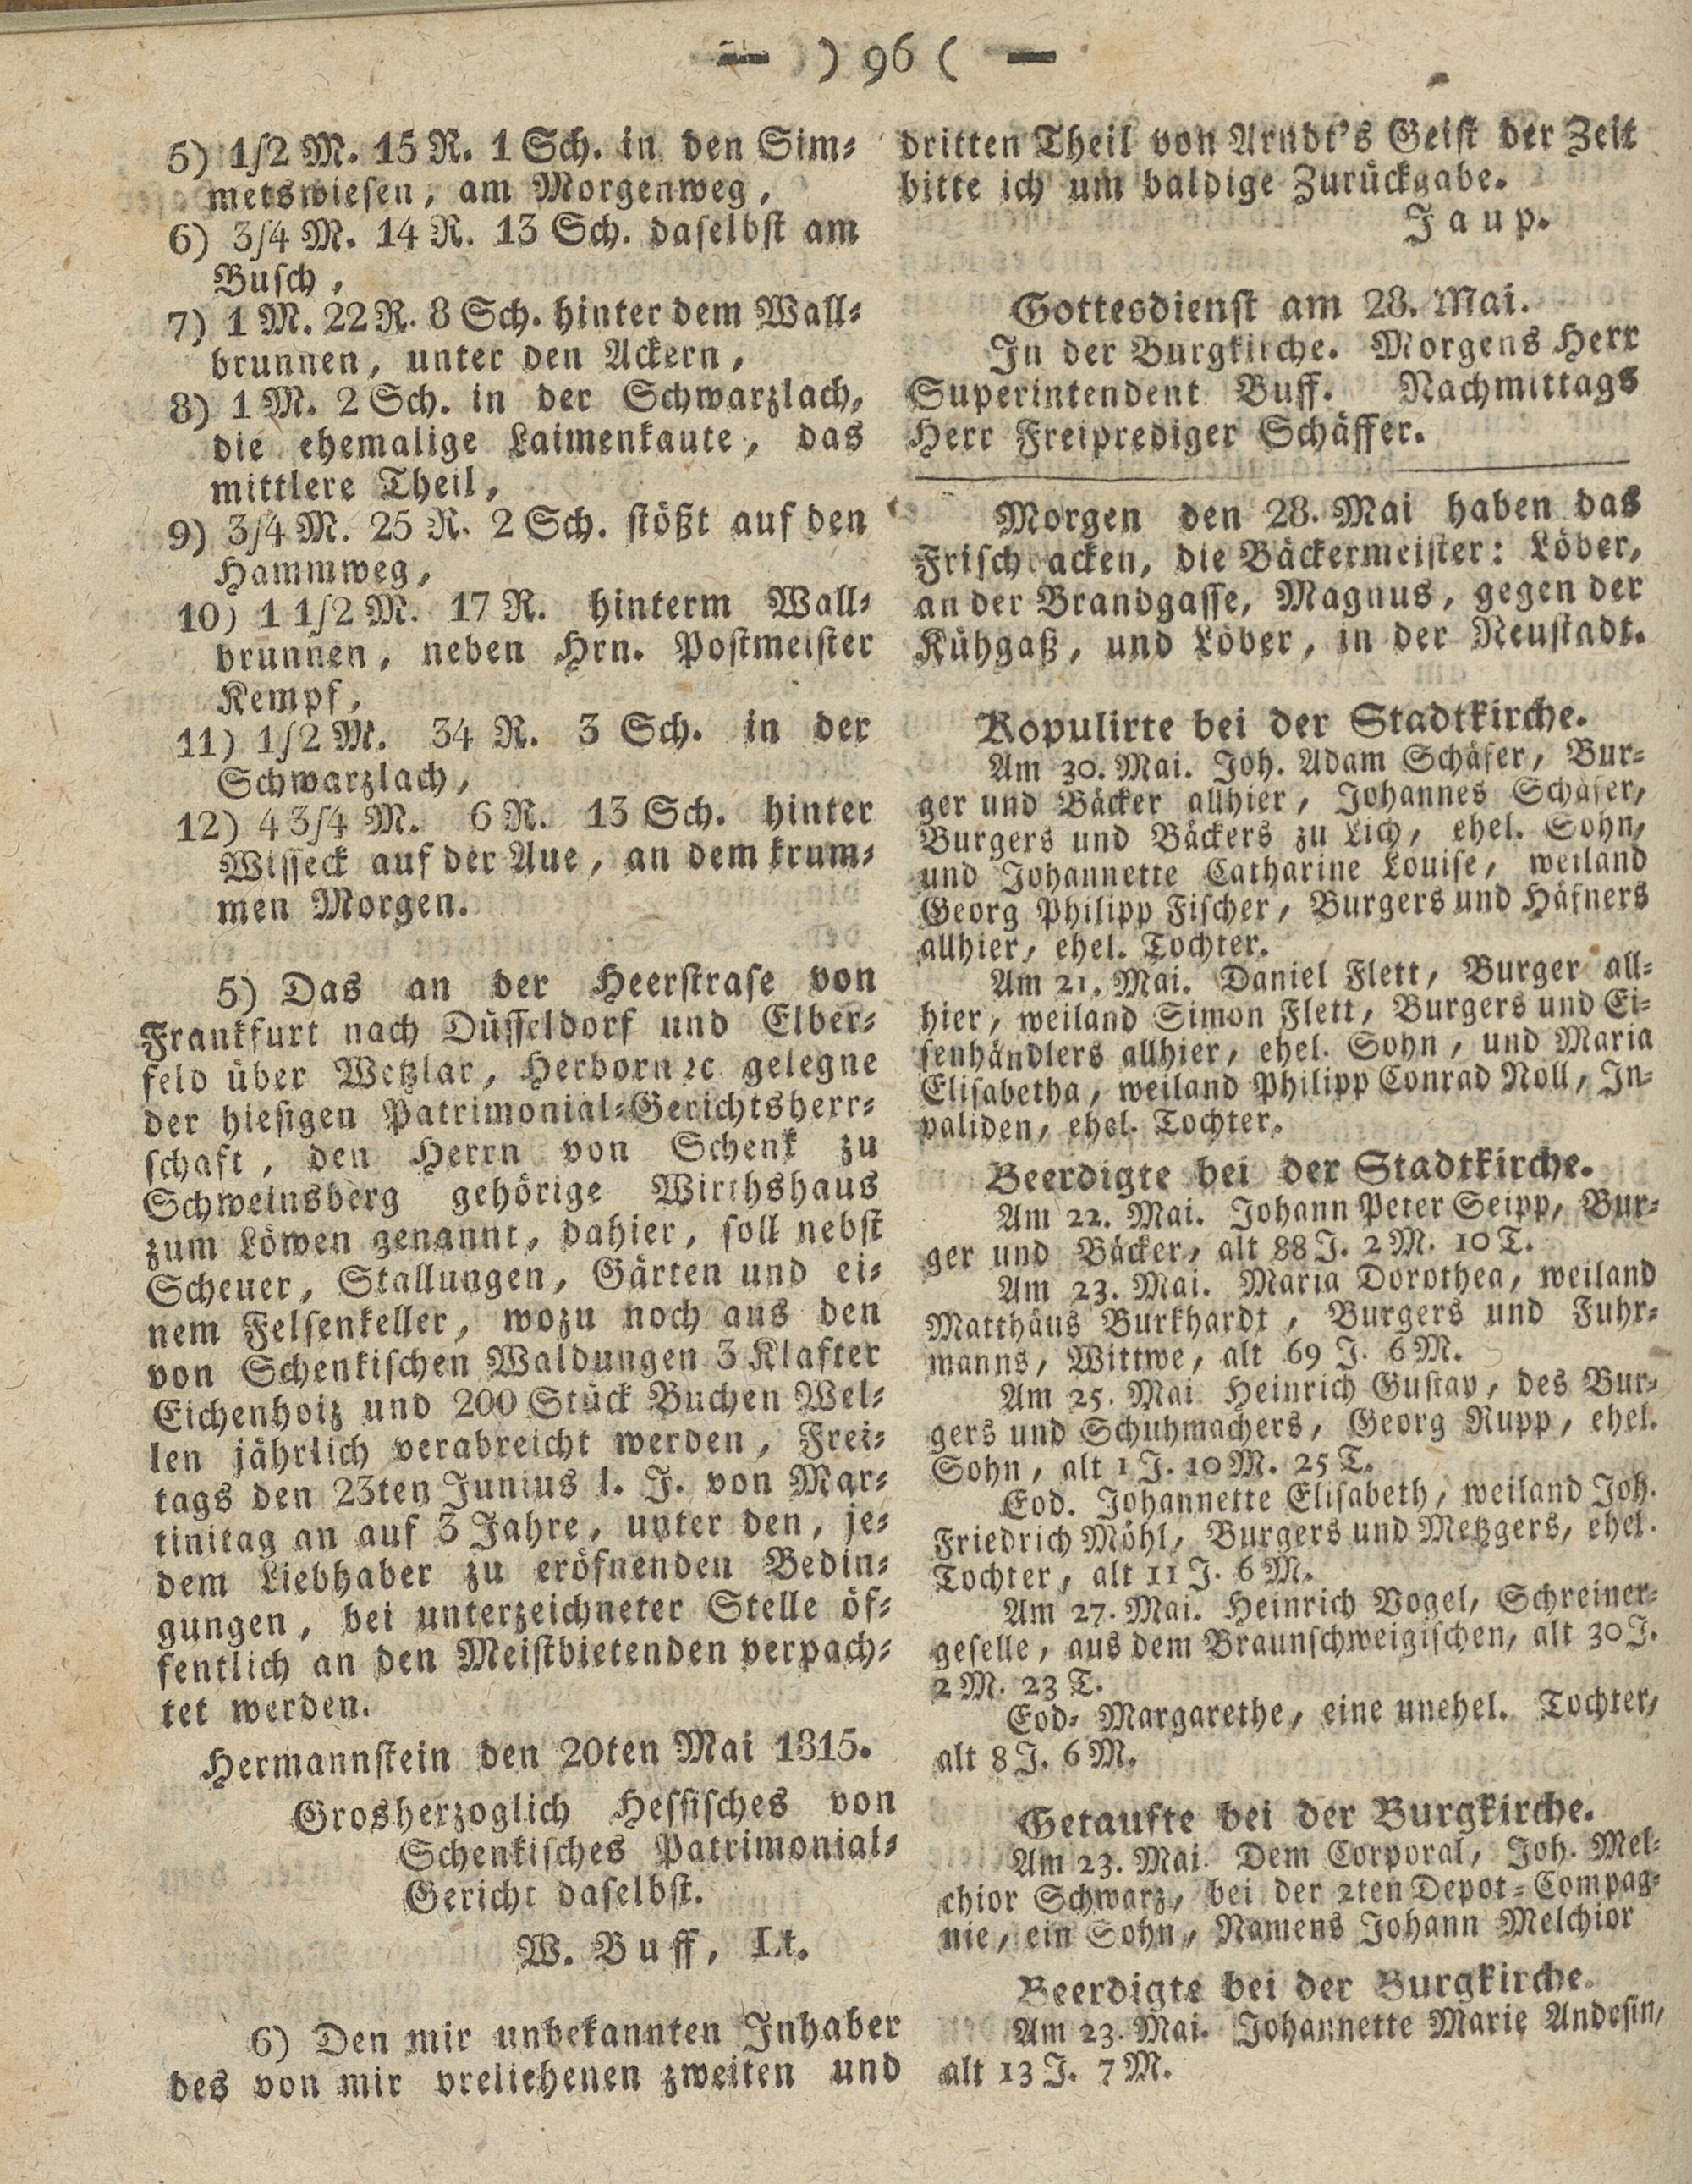 — ) 96 ( —
5) 1/2 M. 15 R. 1 Sch. in den Sim-
metswiesen, am Morgenweg,
6) 3/4 M. 14 R. 13 Sch. daselbst am
Busch,
7) 1 M. 22 R. 8 Sch. hinter dem Wall-
brunnen, unter den Äckern,
8) 1 M. 2 Sch. in der Schwarzlach,
die ehemalige Laimenkaute, das
mittlere Theil,
9) 3/4 M. 25 R. 2 Sch. stößt auf den
Hammweg,
10) 1 1/2 M. 17 R. hinterm Wall-
brunnen, neben Hrn. Postmeister
Kempf,
11) 1/2 M. 34 R. 3 Sch. in der
Schwarzlach,
12) 4 3/4 M. 6 R. 13 Sch. hinter
Wisseck auf der Aue, an dem krum-
men Morgen.
5) Das an der Heerstrase von
Frankfurt nach Düsseldorf und Elber-
feld über Wetzlar, Herborn ꝛc gelegne
der hiesigen Patrimonial-Gerichtsherr-
schaft, den Herrn von Schenk zu
Schweinsberg gehörige Wirthshaus
zum Löwen genannt, dahier, soll nebst
Scheuer, Stallungen, Gärten und ei-
nem Felsenkeller, wozu noch aus den
von Schenkischen Waldungen 3 Klafter
Eichenholz und 200 Stück Buchen Wel-
len jährlich verabreicht werden, Frei-
tags den 23ten Junius l. J. von Mar-
tinitag an auf 3 Jahre, unter den, je-
dem Liebhaber zu eröfnenden Bedin-
gungen, bei unterzeichneter Stelle öf-
fentlich an den Meistbietenden verpach-
tet werden.
Hermannstein den 20ten Mai 1815.
Grosherzoglich Hessisches von
Schenkisches Patrimonial-
Gericht daselbst.
W. Buff, Lt.
6) Den mir unbekannten Inhaber
des von mir vreliehenen zweiten und
dritten Theil von Arndt's Geist der Zeit
bitte ich um baldige Zurückgabe.
Jaup.
Gottesdienst am 28. Mai.
In der Burgkirche. Morgens Herr
Superintendent Buff. Nachmittags
Herr Freiprediger Schäffer.
Morgen den 28. Mai haben das
Frischbacken, die Bäckermeister: Löber,
an der Brandgasse, Magnus, gegen der
Kühgaß, und Löber, in der Neustadt.
Kopulirte bei der Stadtkirche.
Am 30. Mai. Joh. Adam Schäfer, Bur-
ger und Bäcker allhier, Johannes Schäfer,
Burgers und Bäckers zu Lich, ehel. Sohn,
und Johannette Catharine Louise, weiland
Georg Philipp Fischer, Burgers und Häfners
allhier, ehel. Tochter.
Am 21. Mai. Daniel Flett, Burger all-
hier, weiland Simon Flett, Burgers und Ei-
senhändlers allhier, ehel. Sohn, und Maria
Elisabetha, weiland Philipp Conrad Noll, In-
validen, ehel. Tochter.
Beerdigte bei der Stadtkirche.
Am 22. Mai. Johann Peter Seipp, Bur-
ger und Bäcker, alt 88 J. 2 M. 10 T.
Am 23. Mai. Maria Dorothea, weiland
Matthäus Burkhardt, Burgers und Fuhr-
manns, Wittwe, alt 69 J. 6 M.
Am 25. Mai Heinrich Gustav, des Bur-
gers und Schuhmachers, Georg Rupp, ehel.
Sohn, alt 1 J. 10 M. 25 T.
Eod. Johannette Elisabeth, weiland Joh.
Friedrich Möhl, Burgers und Metzgers, ehel.
Tochter, alt 11 J. 6 M.
Am 27. Mai. Heinrich Vogel, Schreiner-
geselle, aus dem Braunschweigischen, alt 30 J.
2 M. 23 T.
Eod- Margarethe, eine unehel. Tochter,
alt 8 J. 6 M.
Getaufte bei der Burgkirche.
Am 23. Mai. Dem Corporal, Joh. Mel-
chior Schwarz, bei der 2ten Depot-Compag-
nie, ein Sohn, Namens Johann Melchior
Beerdigte bei der Burgkirche.
Am 23. Mai. Johannette Marie Andesin,
alt 13 J. 7 M.